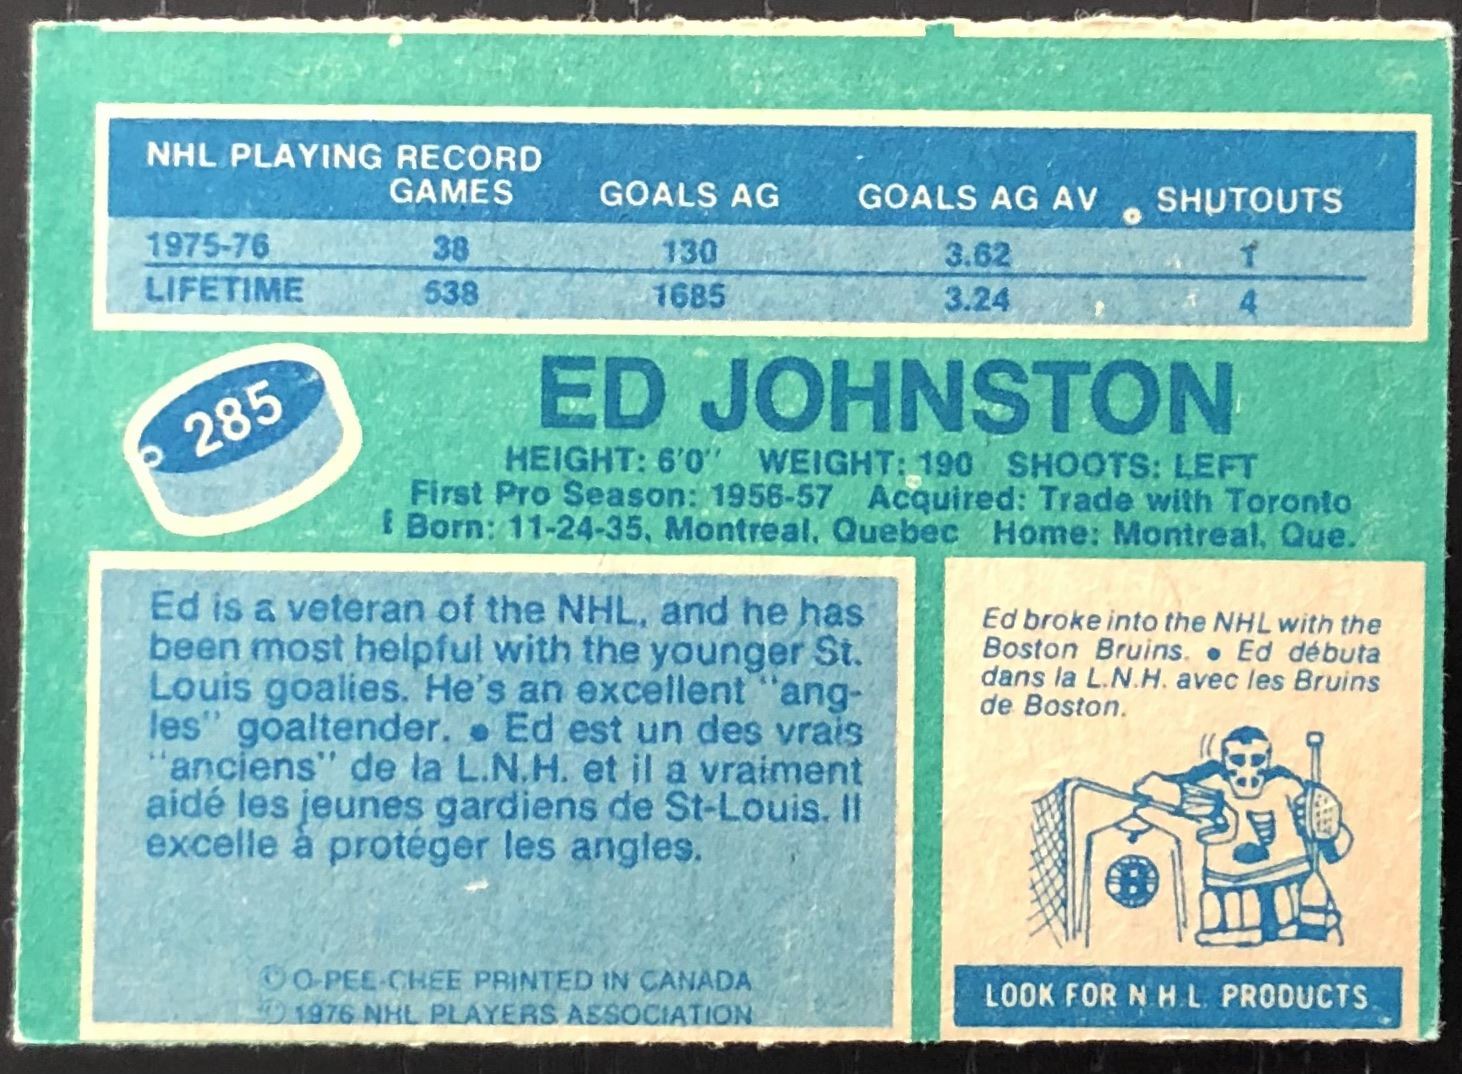 NHL PLAYING RECORD
GAMES GOALS AG GOALS AG AV SHUTOUTS
1975-76 38 130 3.62 1
LIFETIME 538 1685 3.24 4
285
ED JOHNSTON
HEIGHT: 6'0" WEIGHT: 190 SHOOTS: LEFT
First Pro Season: 1956-57 Acquired: Trade with Toronto
Born: 11-24-35, Montreal, Quebec Home: Montreal, Que.
Ed is a veteran of the NHL, and he has
been most helpful with the younger St.
Louis goalies. He's an excellent "ang-
les" goaltender. • Ed est un des vrais
"anciens" de la L.N.H. et il a vraiment
aidé les jeunes gardiens de St-Louis. Il
excelle à protéger les angles.
© O-PEE-CHEE PRINTED IN CANADA
© 1976 NHL PLAYERS ASSOCIATION
Ed broke into the NHL with the
Boston Bruins. • Ed débuta
dans la L.N.H. avec les Bruins
de Boston.
B
LOOK FOR N.H.L. PRODUCTS